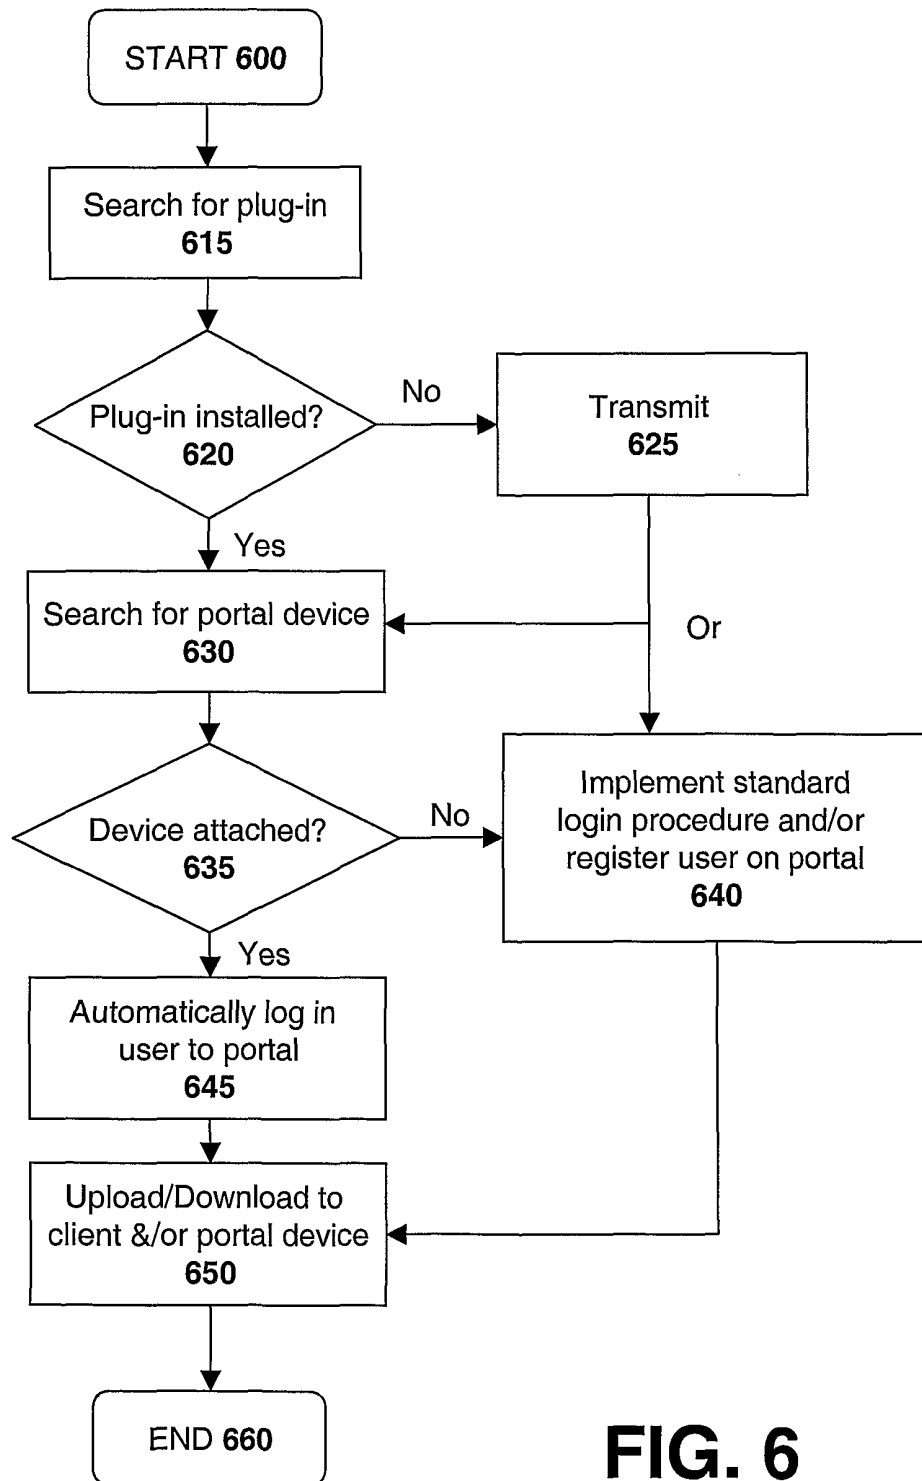 START 600
Search for plug-in
615
Plug-in installed?
620
No
Transmit
625
Yes
Search for portal device
630
Or
Device attached?
635
No
Implement standard
login procedure and/or
register user on portal
640
Yes
Automatically log in
user to portal
645
Upload/Download to
client &/or portal device
650
END 660
FIG. 6